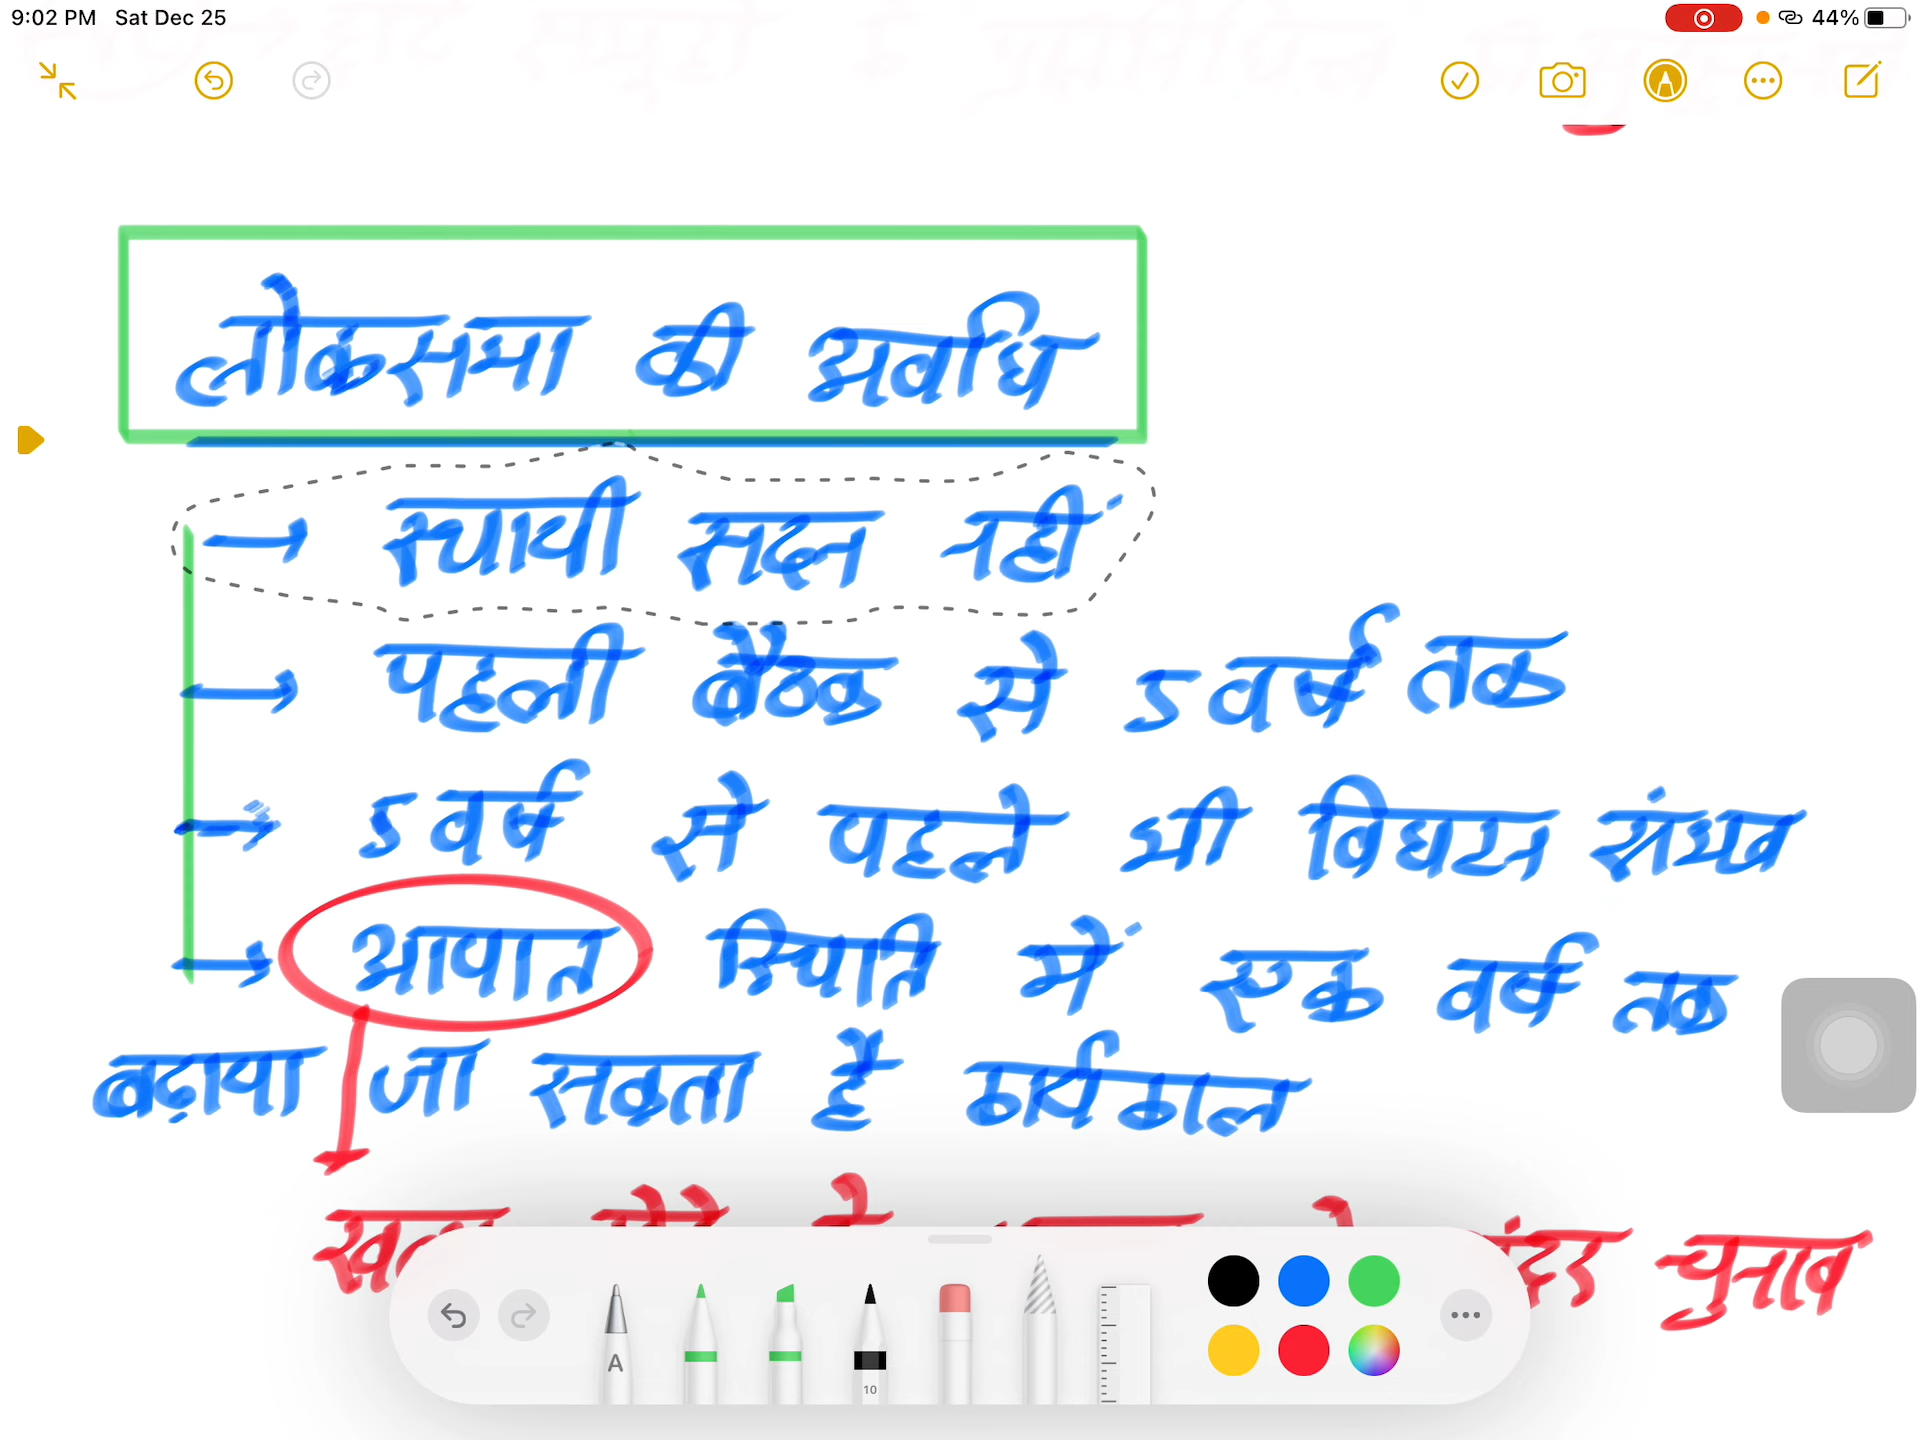 9:02 PM Sat Dec 25
44%
लोकसभा की अवधि
→ स्थायी सदन नहीं
→ पहली बैठक से 5 वर्ष तक
→ 5 वर्ष से पहले भी विघटन संभव
→ आपात स्थिति में एक वर्ष तक
बढ़ाया जा सकता है कार्यकाल
चुनाव
A
10